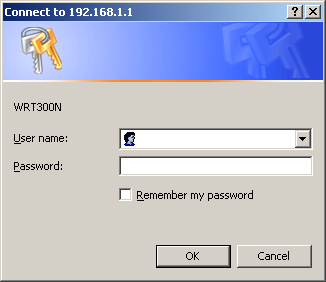 Connect to 192.168.1.1
WRT300N
User name:
Password:
Remember my password
OK
Cancel